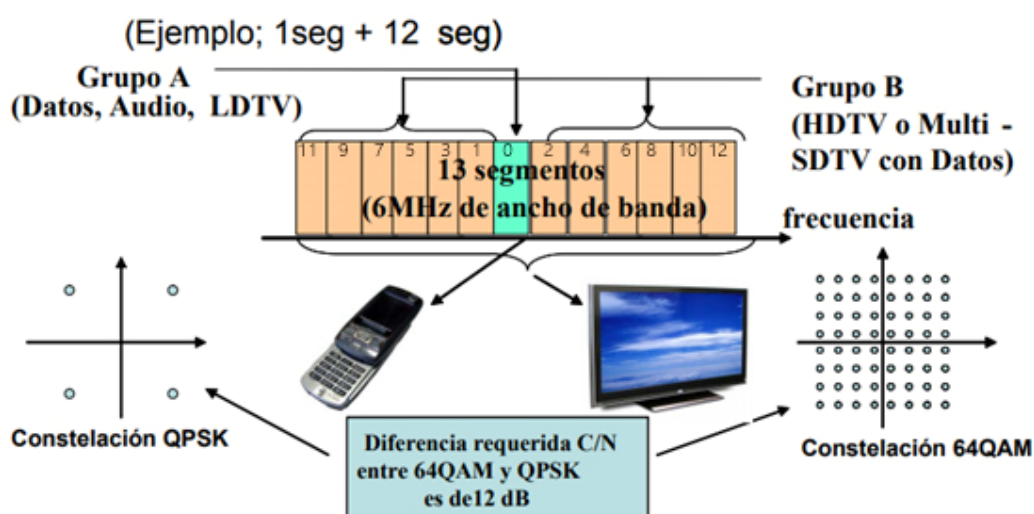 (Ejemplo; 1seg + 12 seg)
Grupo A
(Datos, Audio, LDTV)
Grupo B
(HDTV o Multi -
SDTV con Datos)
11 9 7 5 3 1 0 2 4 6 8 10 12
13 segmentos
(6MHz de ancho de banda)
frecuencia
Constelación QPSK
Diferencia requerida C/N
entre 64QAM y QPSK
es de12 dB
Constelación 64QAM